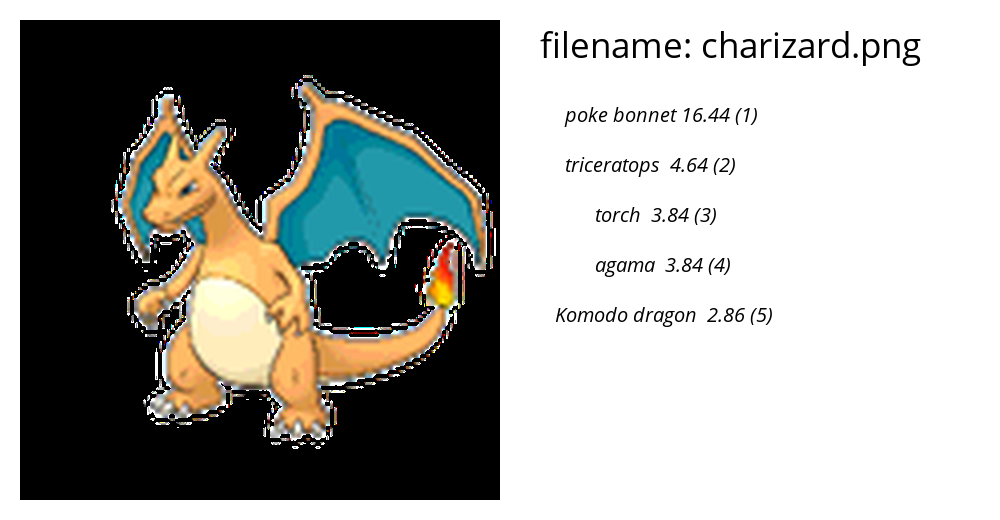 filename: charizard.png
poke bonnet 16.44 (1)
triceratops 4.64 (2)
torch 3.84 (3)
agama 3.84 (4)
Komodo dragon 2.86 (5)